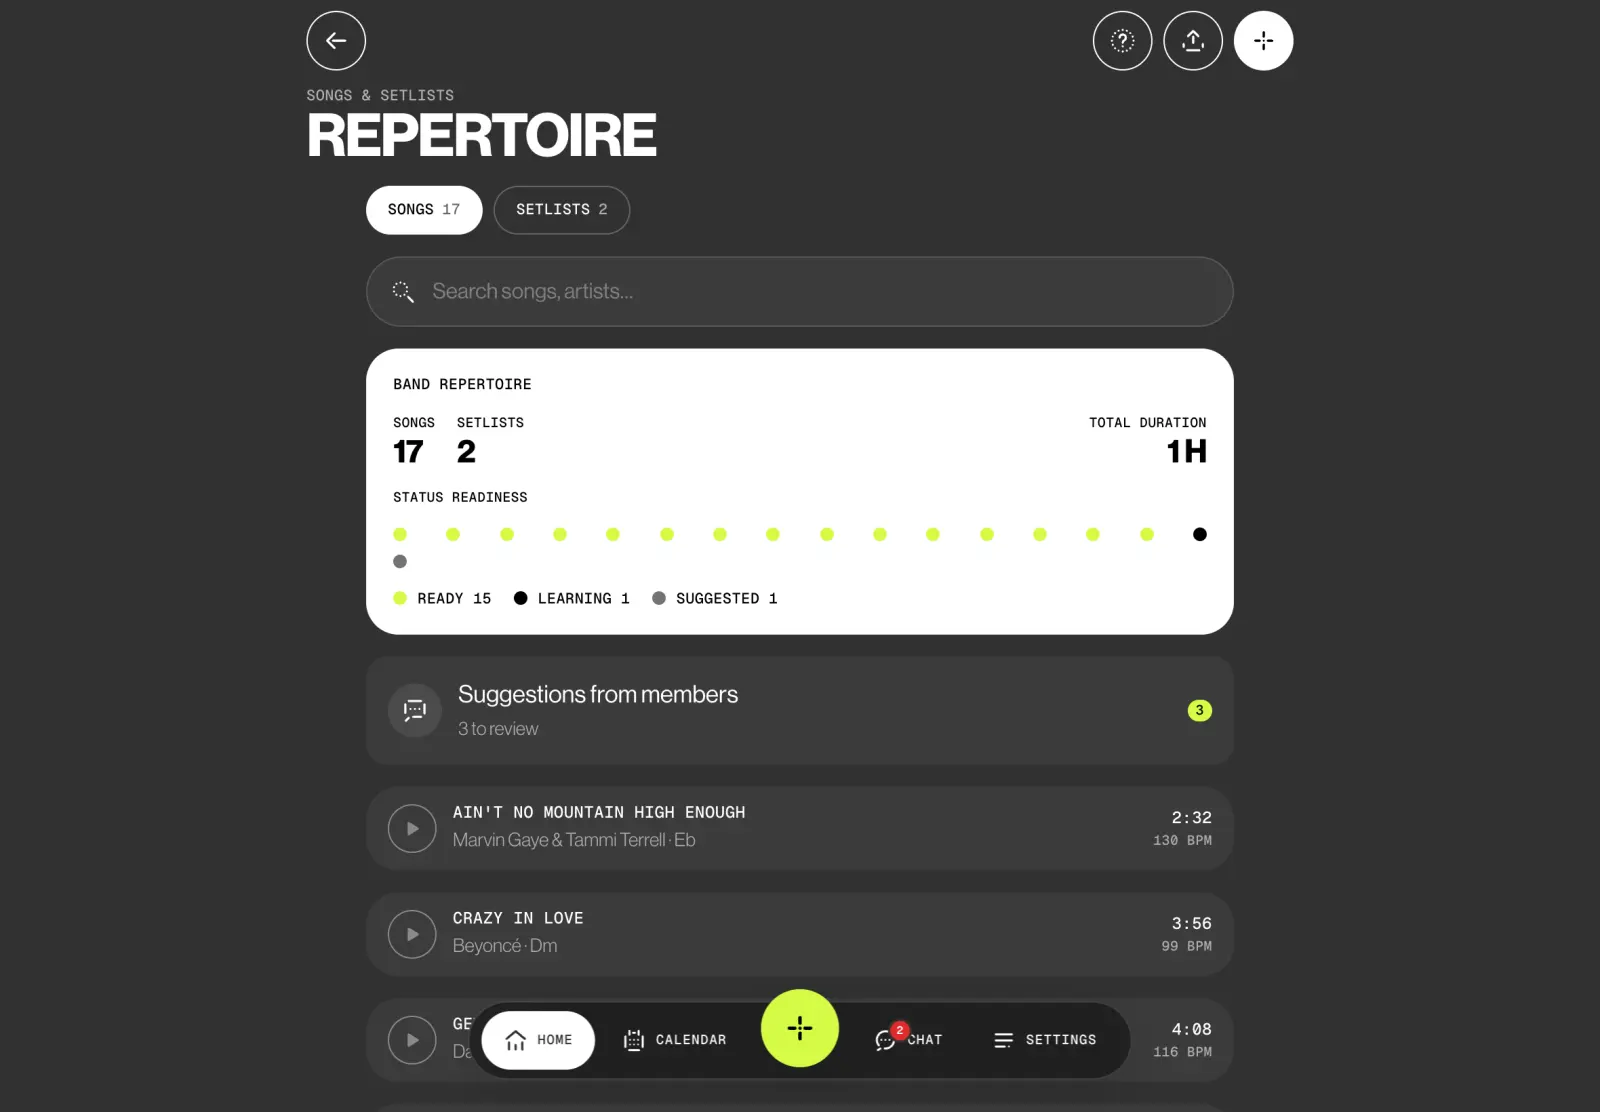 SONGS & SETLISTS
REPERTOIRE
SONGS 17
SETLISTS 2
Search songs, artists...
BAND REPERTOIRE
SONGS
17
SETLISTS
2
TOTAL DURATION
1H
STATUS READINESS
READY 15
LEARNING 1
SUGGESTED 1
Suggestions from members
3 to review
3
AIN'T NO MOUNTAIN HIGH ENOUGH
Marvin Gaye & Tammi Terrell · Eb
2:32
130 BPM
CRAZY IN LOVE
Beyoncé · Dm
3:56
99 BPM
GE
Da
4:08
116 BPM
HOME
CALENDAR
2
CHAT
SETTINGS